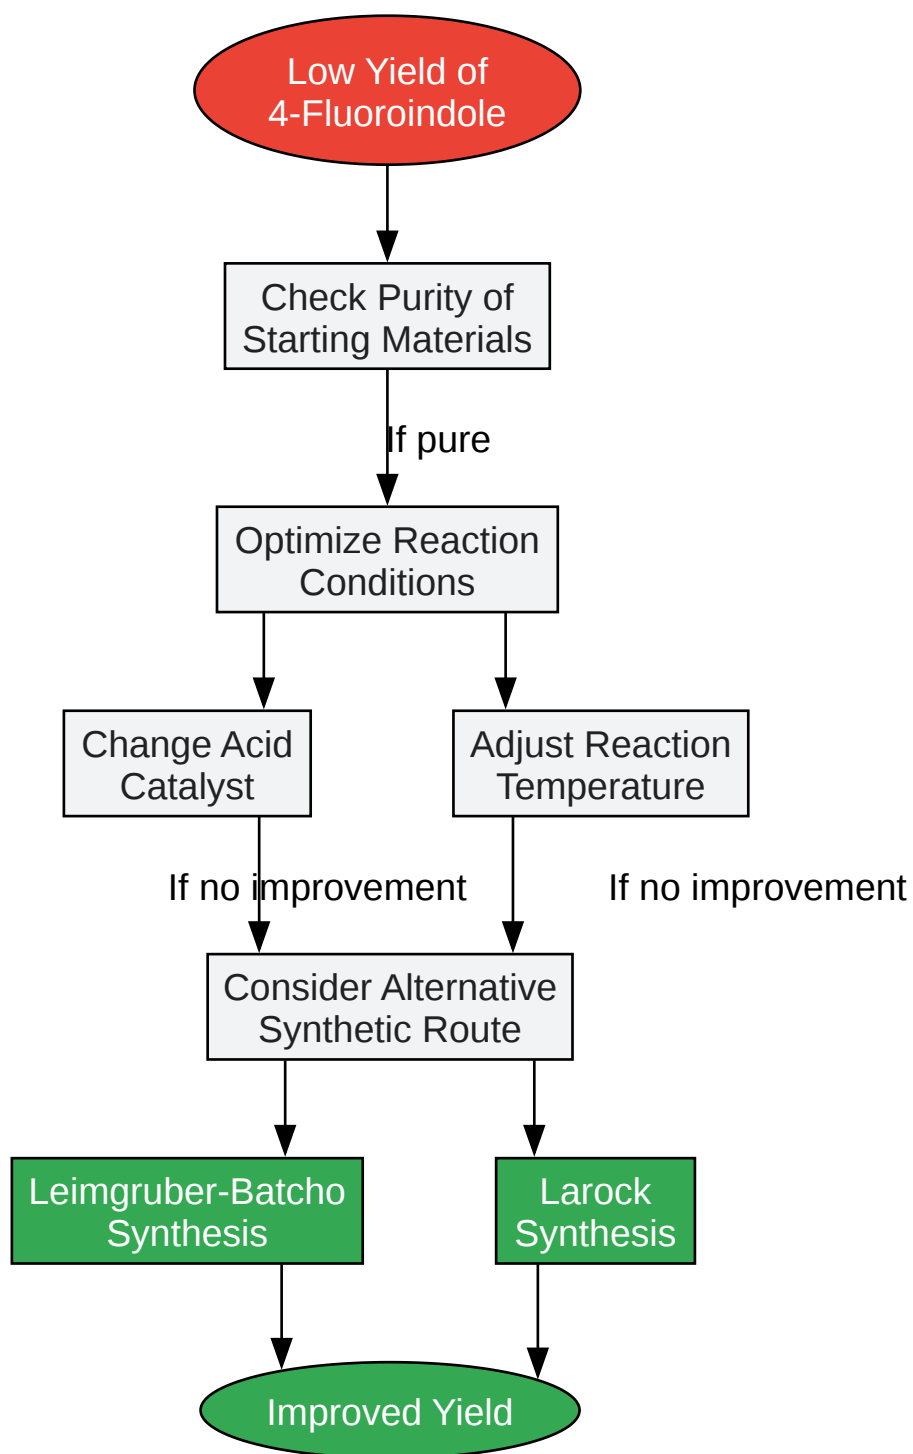 Low Yield of
4-Fluoroindole
Check Purity of
Starting Materials
If pure
Optimize Reaction
Conditions
Change Acid
Catalyst
Adjust Reaction
Temperature
If no improvement
If no improvement
Consider Alternative
Synthetic Route
Leimgruber-Batcho
Synthesis
Larock
Synthesis
Improved Yield